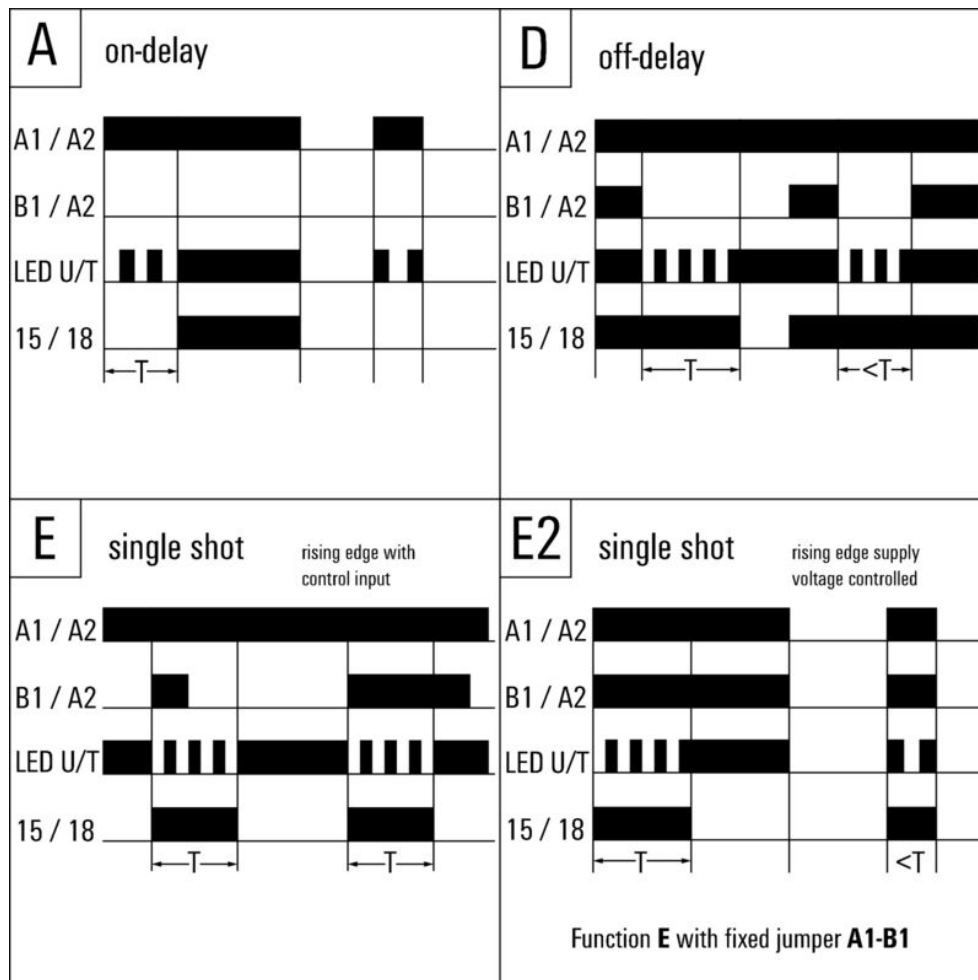 A on-delay
A1 / A2
B1 / A2
LED U/T
15 / 18
T
D off-delay
A1 / A2
B1 / A2
LED U/T
15 / 18
T <T
E single shot rising edge with
control input
A1 / A2
B1 / A2
LED U/T
15 / 18
T T
E2 single shot rising edge supply
voltage controlled
A1 / A2
B1 / A2
LED U/T
15 / 18
T <T
Function E with fixed jumper A1-B1